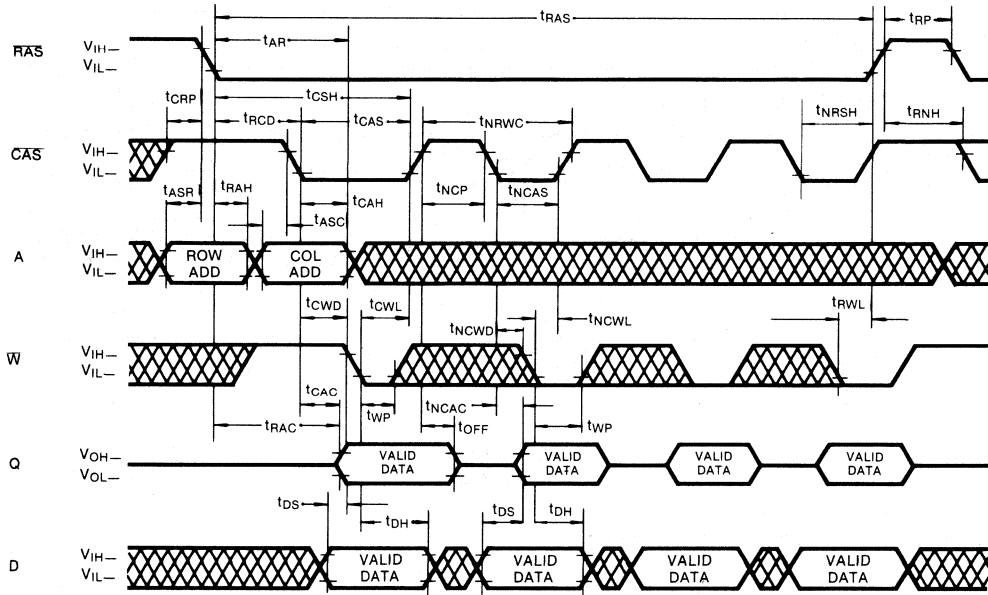 tRAS
tRP
RAS
VIH
VIL
tAR
tCRP
tCSH
tRCD
tCAS
tNRWC
tNRSH
tRNH
CAS
VIH
VIL
tASR
tRAH
tASC
tCAH
tNCP
tNCAS
A
VIH
VIL
ROW
ADD
COL
ADD
tCWD
tCWL
tNCWD
tNCWL
tRWL
W
VIH
VIL
tCAC
tWP
tNCAC
tWP
tRAC
tOFF
Q
VOH
VOL
VALID
DATA
VALID
DATA
VALID
DATA
VALID
DATA
tDS
tDH
tDS
tDH
D
VIH
VIL
VALID
DATA
VALID
DATA
VALID
DATA
VALID
DATA